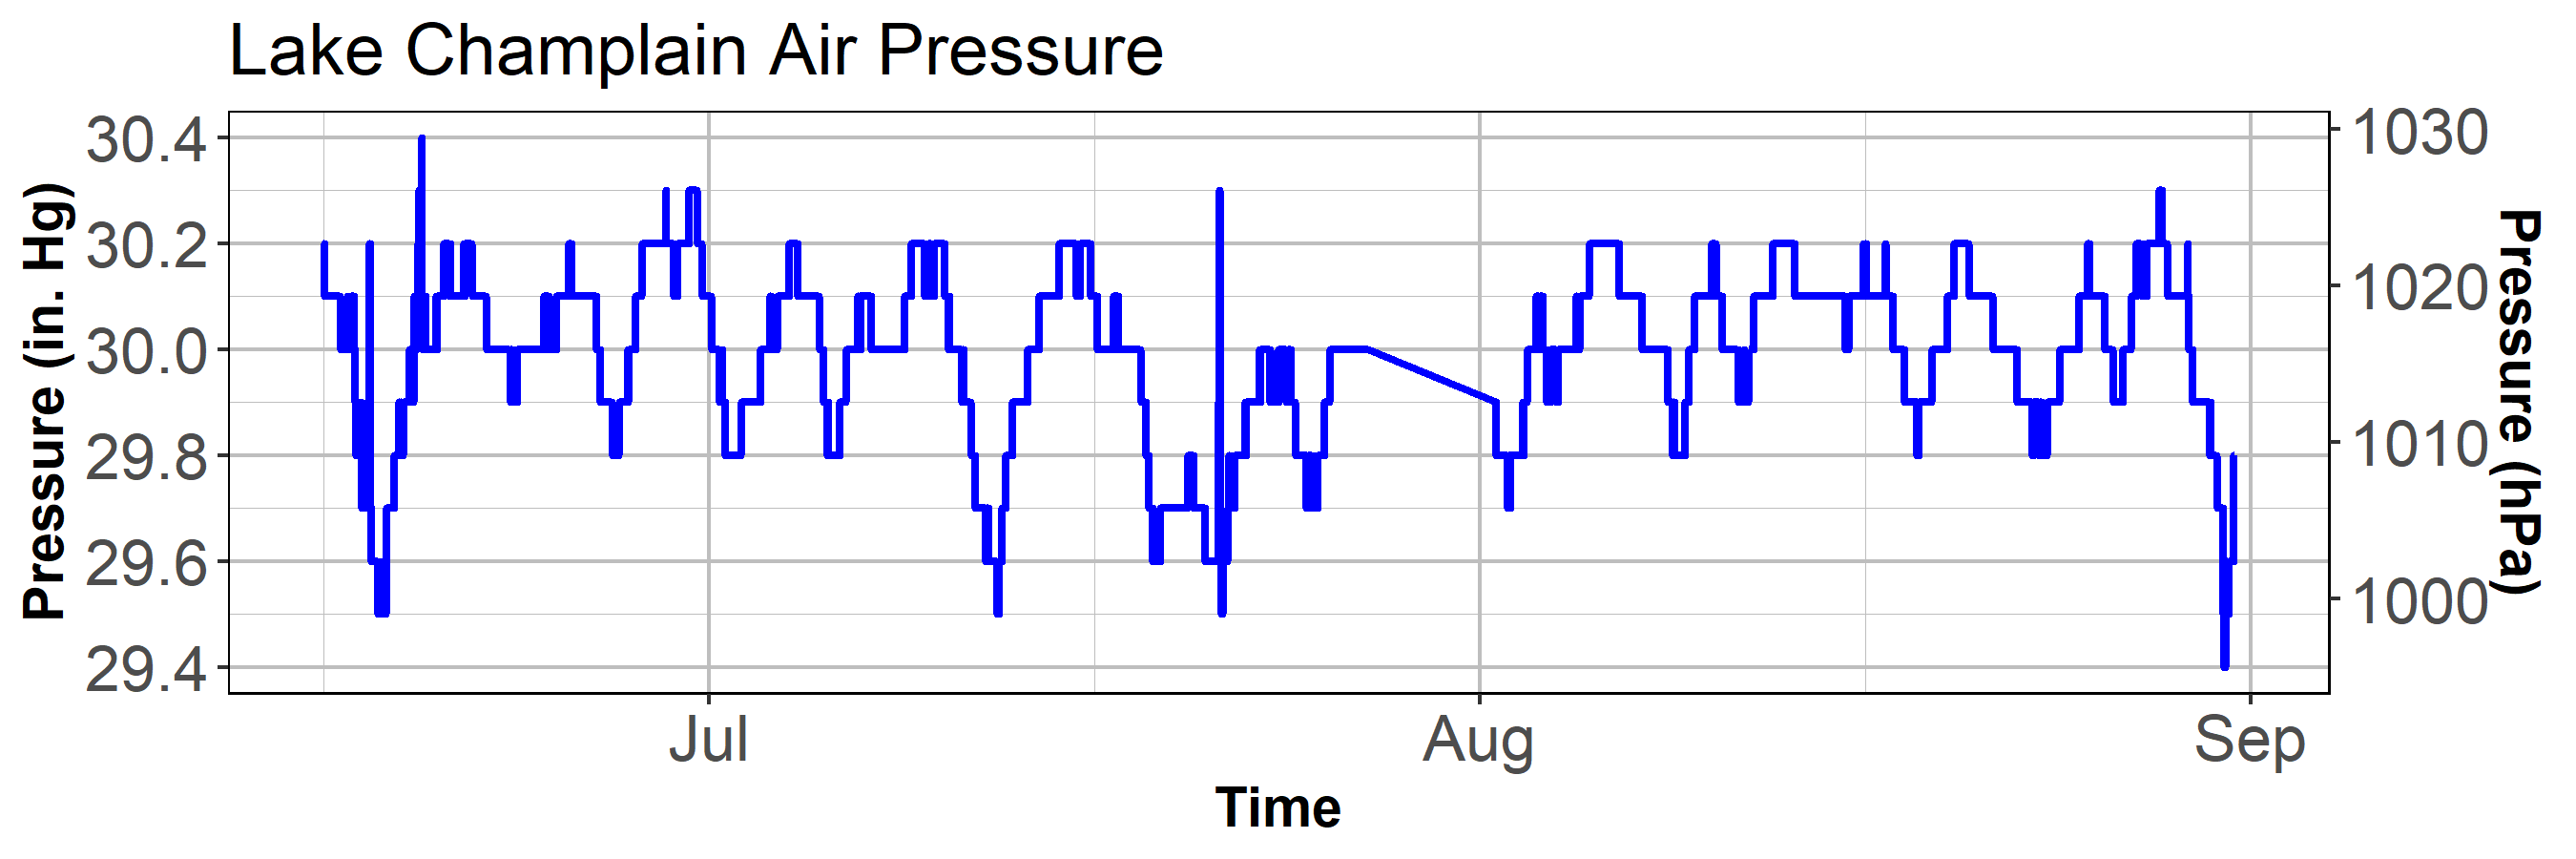 Lake Champlain Air Pressure
Pressure (in. Hg)
30.4
30.2
30.0
29.8
29.6
29.4
1030
1020
1010
1000
Pressure (hPa)
Jul
Aug
Sep
Time